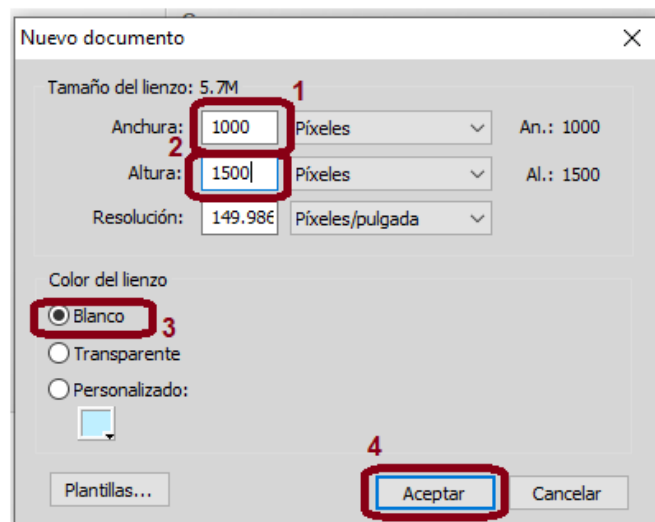 Nuevo documento
Tamaño del lienzo: 5.7M
1
Anchura: 1000 Píxeles An.: 1000
2
Altura: 1500 Píxeles Al.: 1500
Resolución: 149.986 Píxeles/pulgada
Color del lienzo
Blanco 3
Transparente
Personalizado:
4
Plantillas... Aceptar Cancelar